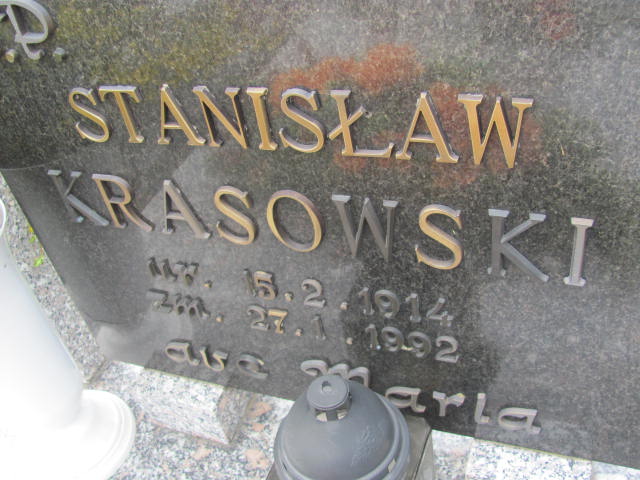 STANISŁAW
KRASOWSKI
ur. 15.2.1914
zm. 27.1.1992
ave Maria